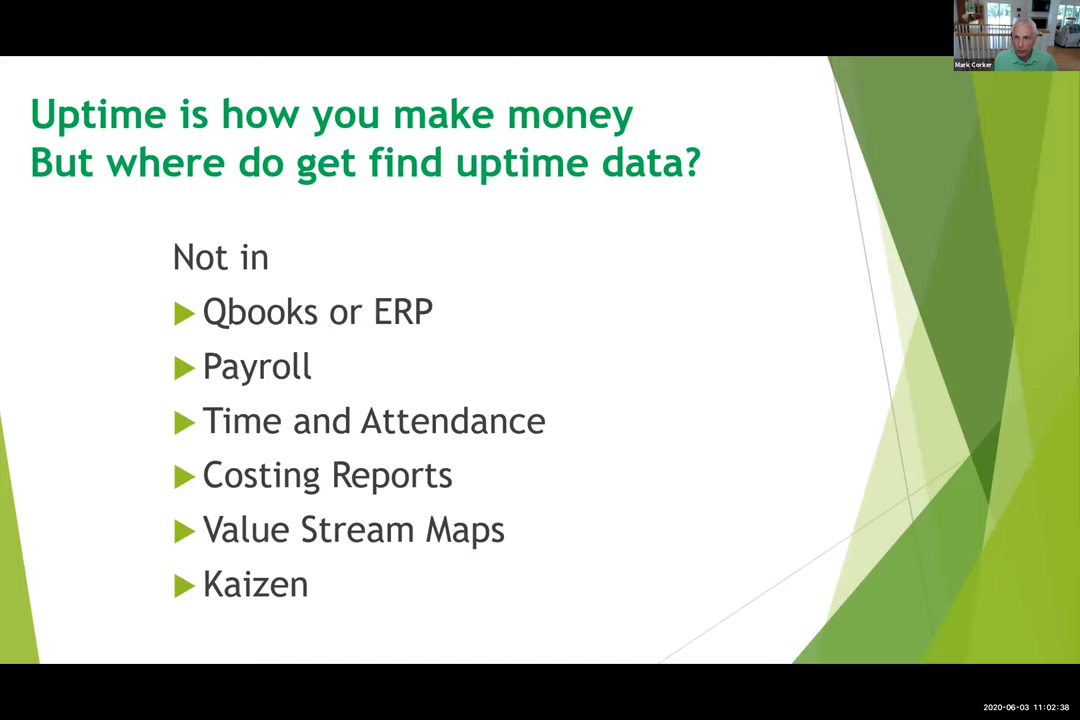 Mark Corker
Uptime is how you make money
But where do get find uptime data?
Not in
Qbooks or ERP
Payroll
Time and Attendance
Costing Reports
Value Stream Maps
Kaizen
2020-06-03 11:02:38